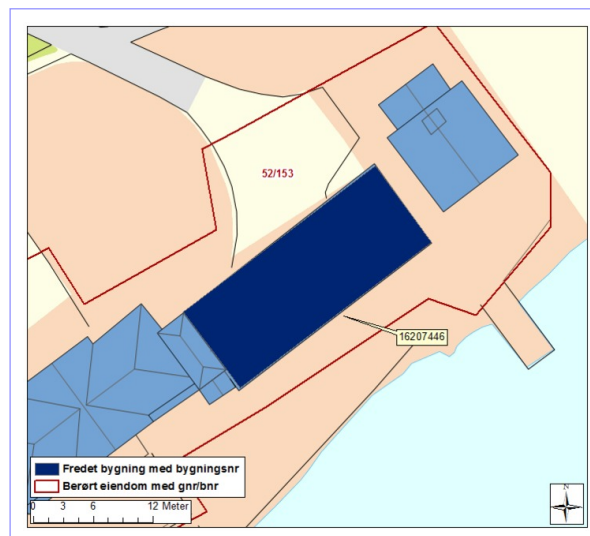 52/153
16207446
Fredet bygning med bygningsnr
Berørt eiendom med gnr/bnr
0 3 6 12 Meter
N